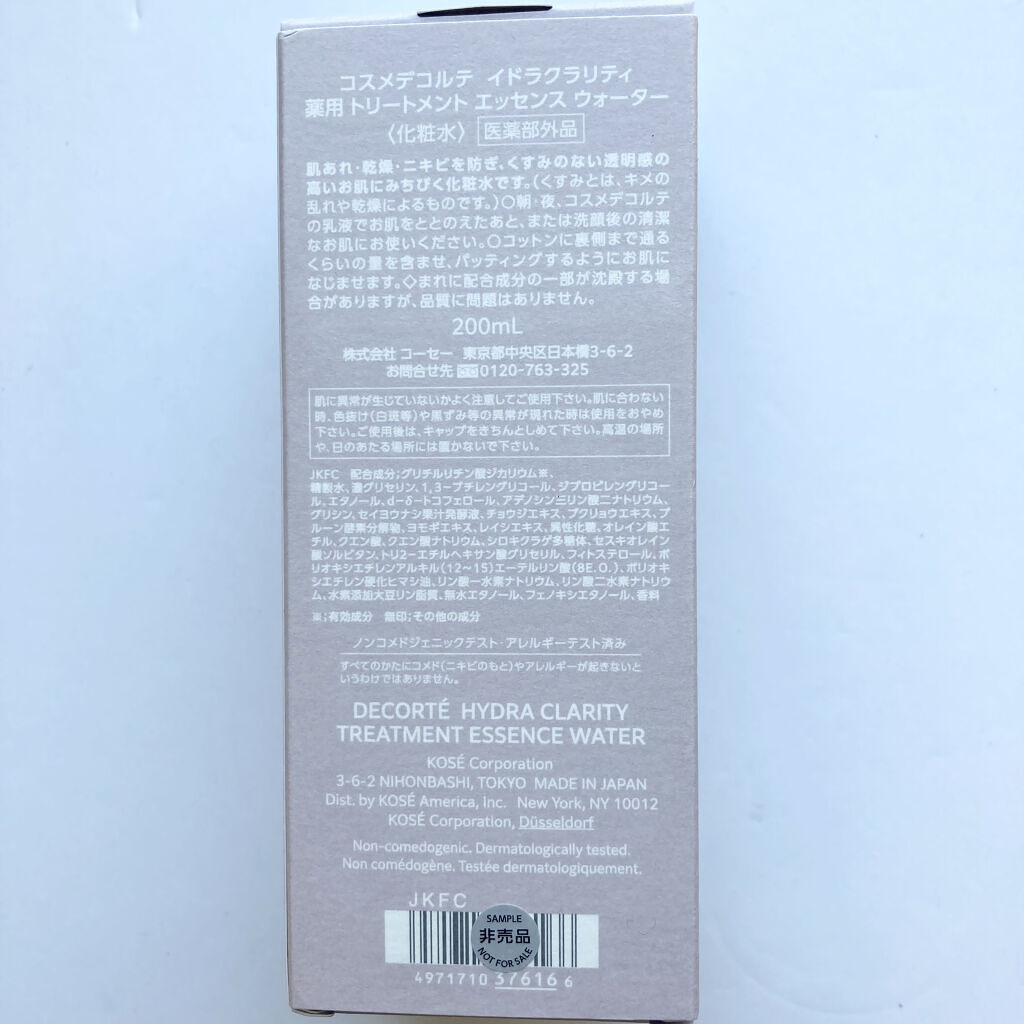 コスメデコルテ イドラクラリティ
薬用 トリートメント エッセンス ウォーター
〈化粧水〉 医薬部外品
肌あれ・乾燥・ニキビを防ぎ、くすみのない透明感の
高いお肌にみちびく化粧水です。（くすみとは、キメの
乱れや乾燥によるものです。）○朝・夜、コスメデコルテ
の乳液でお肌をととのえたあと、または洗顔後の清潔
なお肌にお使いください。○コットンに裏側まで通る
くらいの量を含ませ、パッティングするようにお肌に
なじませます。◇まれに配合成分の一部が沈殿する場
合がありますが、品質に問題はありません。
200mL
株式会社 コーセー 東京都中央区日本橋3-6-2
お問合せ先 0120-763-325
肌に異常が生じていないかよく注意してご使用下さい。肌に合わない
時、色抜け（白斑等）や黒ずみ等の異常が現れた時は使用をおやめ
下さい。ご使用後は、キャップをきちんとしめて下さい。高温の場所
や、日のあたる場所には置かないで下さい。
JKFC 配合成分；グリチルリチン酸ジカリウム※、
精製水、濃グリセリン、1,3－ブチレングリコール、ジプロピレングリコー
ル、エタノール、d－δ－トコフェロール、アデノシン三リン酸二ナトリウム、
グリシン、セイヨウナシ果汁発酵液、チョウジエキス、ブクリョウエキス、プ
ルーン酵素分解物、ヨモギエキス、レイシエキス、異性化糖、オレイン酸エ
チル、クエン酸、クエン酸ナトリウム、シロキクラゲ多糖体、セスキオレイン
酸ソルビタン、トリ2－エチルヘキサン酸グリセリル、フィトステロール、ポ
リオキシエチレンアルキル（12～15）エーテルリン酸（8E.O.）、ポリオキ
シエチレン硬化ヒマシ油、リン酸一水素ナトリウム、リン酸二水素ナトリウ
ム、水素添加大豆リン脂質、無水エタノール、フェノキシエタノール、香料
※；有効成分 無印；その他の成分
ノンコメドジェニックテスト・アレルギーテスト済み
すべてのかたにコメド（ニキビのもと）やアレルギーが起きないと
いうわけではありません。
DECORTÉ HYDRA CLARITY
TREATMENT ESSENCE WATER
KOSÉ Corporation
3-6-2 NIHONBASHI, TOKYO MADE IN JAPAN
Dist. by KOSÉ America, Inc. New York, NY 10012
KOSÉ Corporation, Düsseldorf
Non-comedogenic. Dermatologically tested.
Non comédogène. Testée dermatologiquement.
JKFC
SAMPLE
非売品
NOT FOR SALE
4971710 37616 6